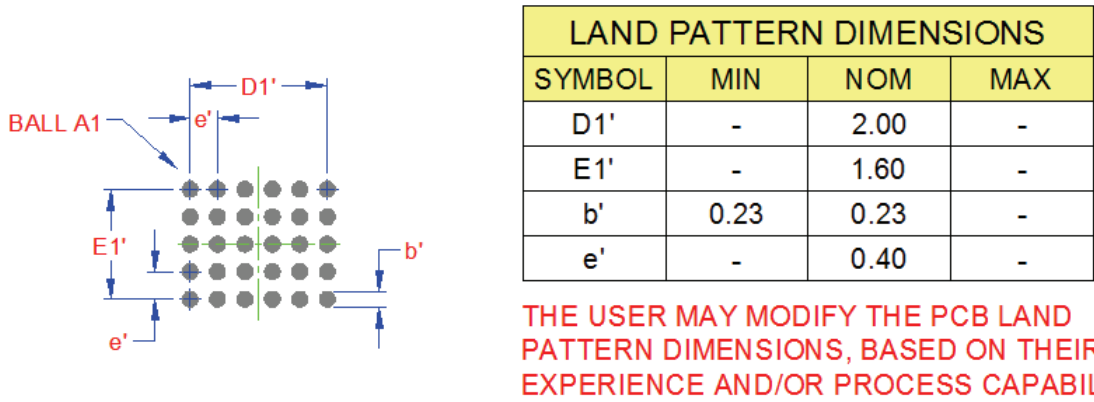 D1'
e'
BALL A1
E1'
b'
e'
LAND PATTERN DIMENSIONS
SYMBOL MIN NOM MAX
D1' - 2.00 -
E1' - 1.60 -
b' 0.23 0.23 -
e' - 0.40 -
THE USER MAY MODIFY THE PCB LAND
PATTERN DIMENSIONS, BASED ON THEIR
EXPERIENCE AND/OR PROCESS CAPABIL